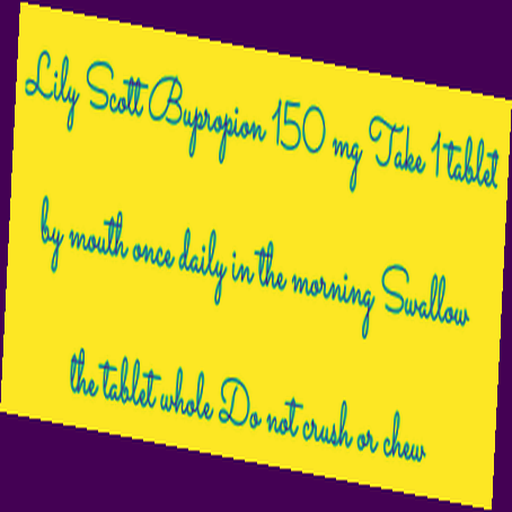 Lily Scott Bupropion 150 mg Take 1 tablet
by mouth once daily in the morning Swallow
the tablet whole Do not crush or chew